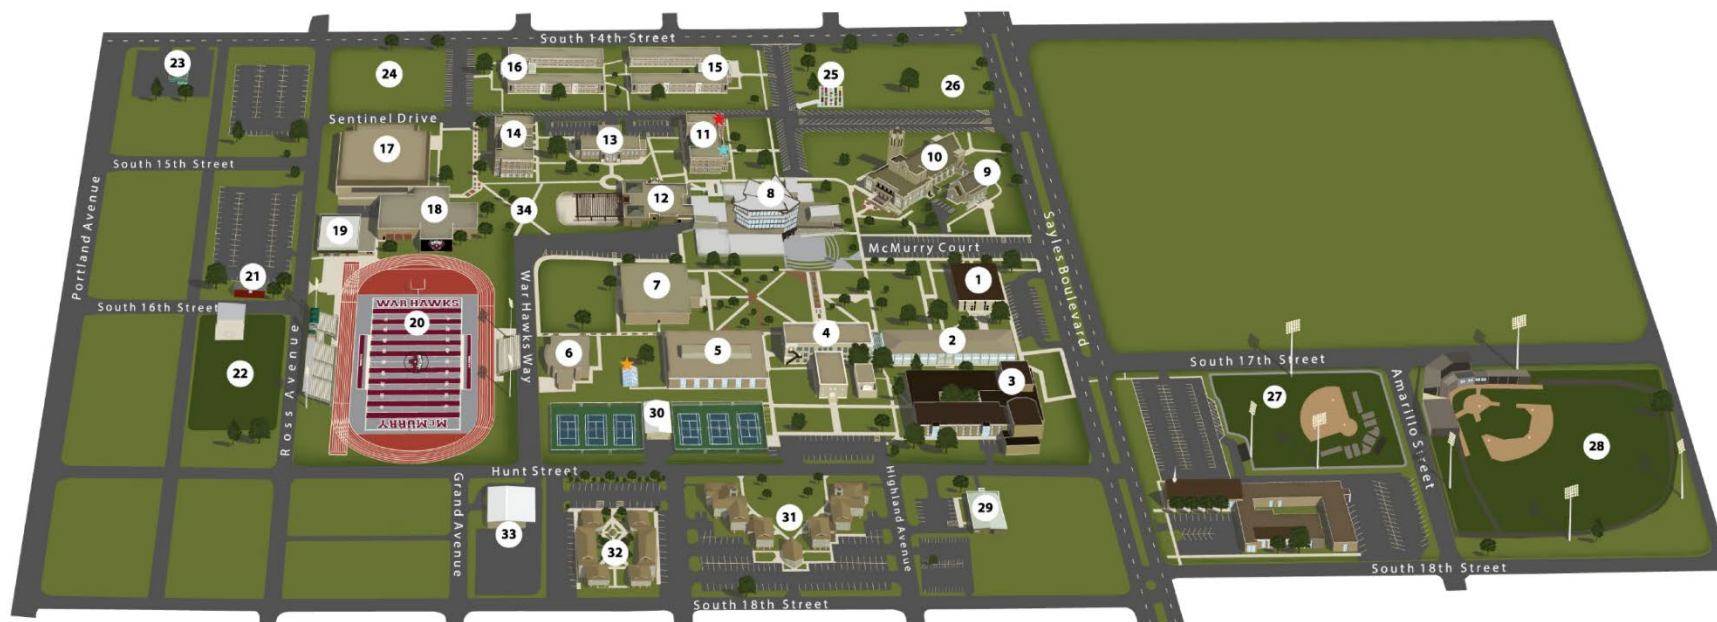 South 14th Street
23
24
16
15
25
26
Sentinel Drive
17
14
13
11
10
9
South 15th Street
Portland Avenue
18
34
12
8
19
Sayles Boulevard
McMurry Court
21
War Hawks Way
7
1
South 16th Street
WAR HAWKS
20
4
2
6
5
22
Ross Avenue
3
South 17th Street
Amarillo Street
27
30
McMURRY
28
Hunt Street
Grand Avenue
Highland Avenue
31
29
33
32
South 18th Street
South 18th Street